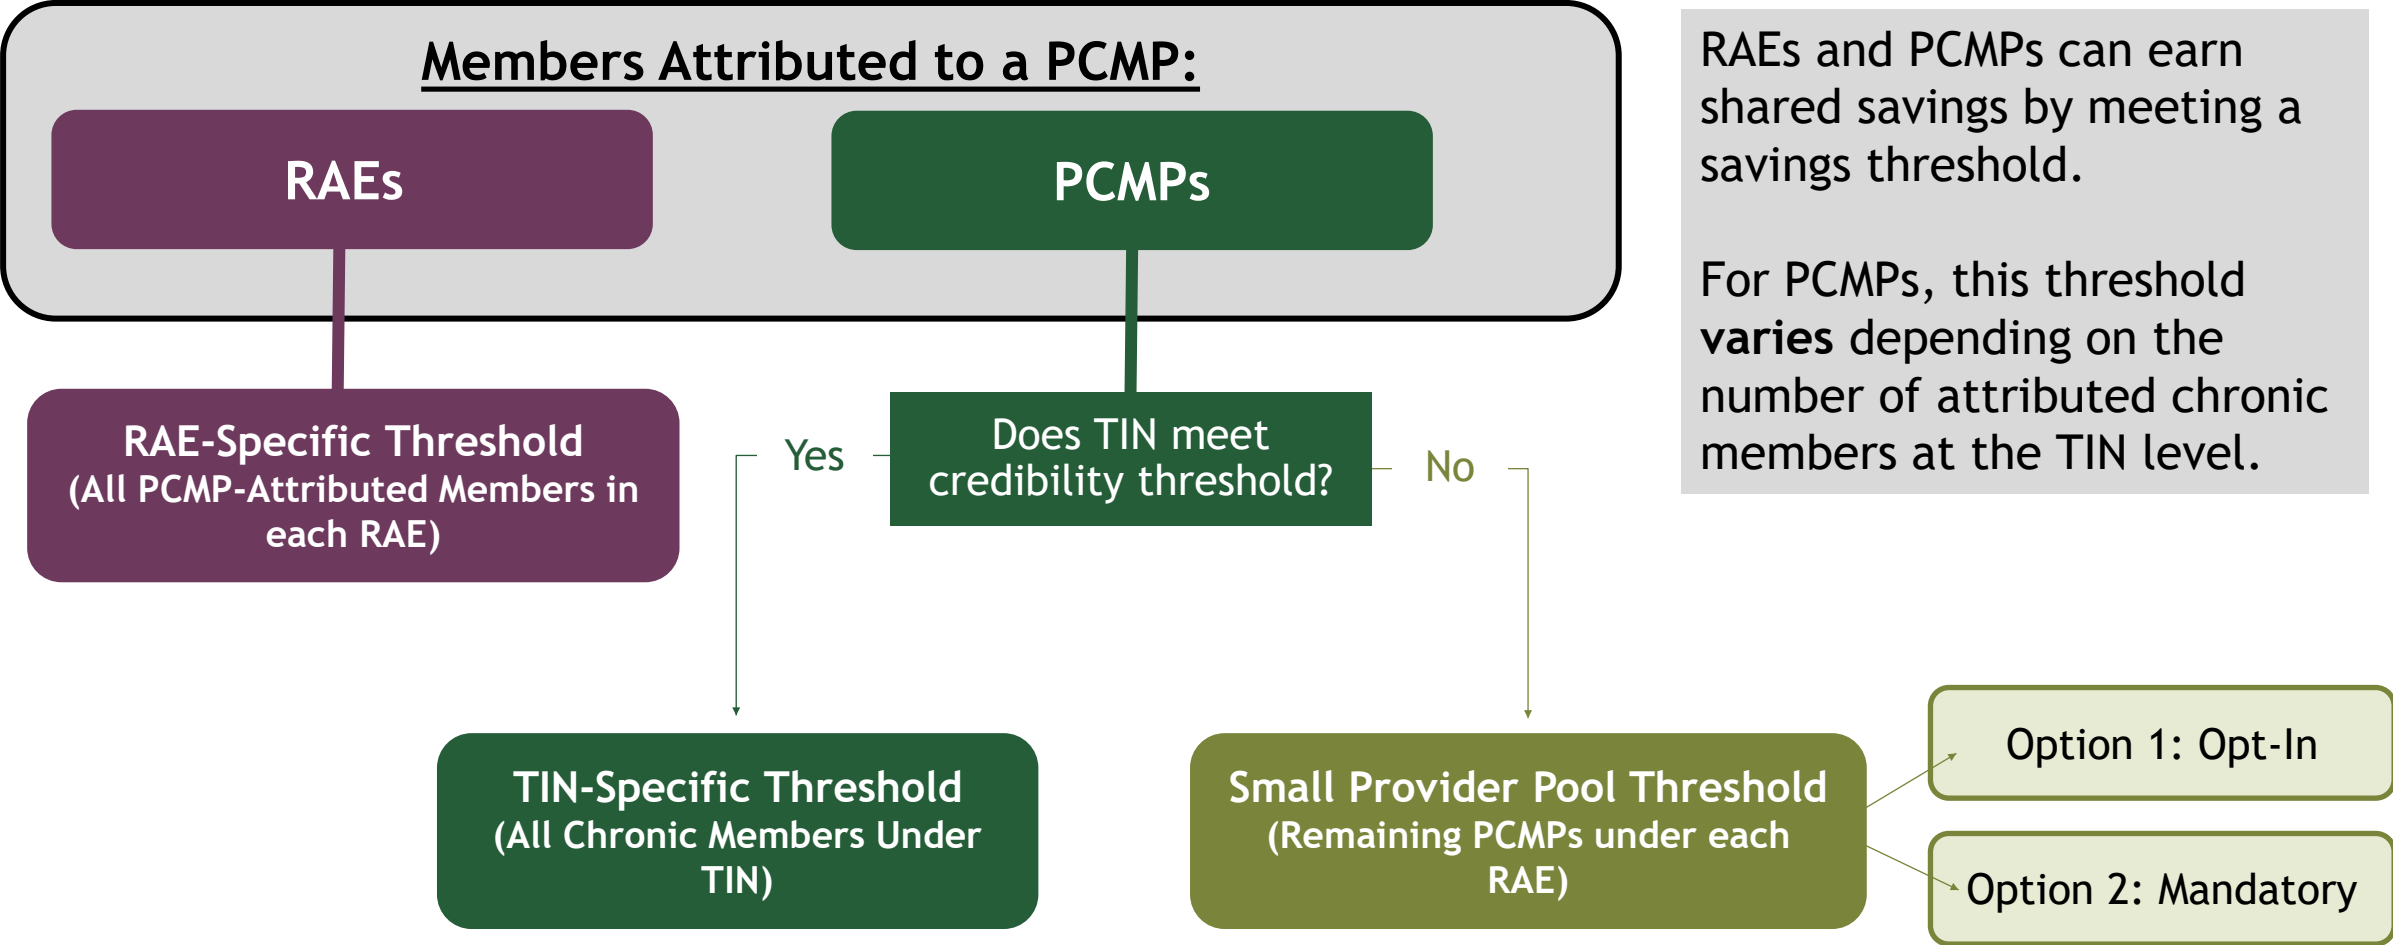 Members Attributed to a PCMP:
RAEs
PCMPs
RAEs and PCMPs can earn
shared savings by meeting a
savings threshold.
For PCMPs, this threshold
varies depending on the
number of attributed chronic
members at the TIN level.
RAE-Specific Threshold
(All PCMP-Attributed Members in
each RAE)
Yes
Does TIN meet
credibility threshold?
No
TIN-Specific Threshold
(All Chronic Members Under
TIN)
Small Provider Pool Threshold
(Remaining PCMPs under each
RAE)
Option 1: Opt-In
Option 2: Mandatory